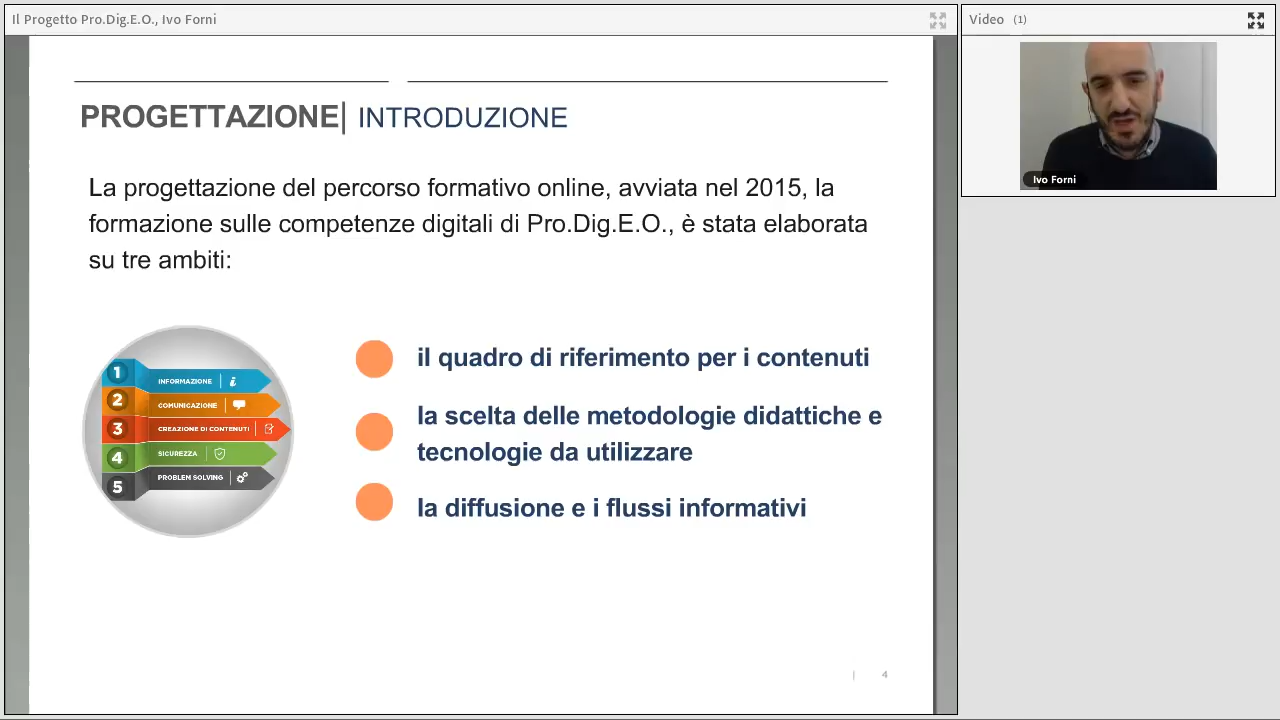 Il Progetto Pro.Dig.E.O., Ivo Forni
Video (1)
Ivo Forni
PROGETTAZIONE| INTRODUZIONE
La progettazione del percorso formativo online, avviata nel 2015, la
formazione sulle competenze digitali di Pro.Dig.E.O., è stata elaborata
su tre ambiti:
1 INFORMAZIONE
2 COMUNICAZIONE
3 CREAZIONE DI CONTENUTI
4 SICUREZZA
5 PROBLEM SOLVING
il quadro di riferimento per i contenuti
la scelta delle metodologie didattiche e
tecnologie da utilizzare
la diffusione e i flussi informativi
| 4